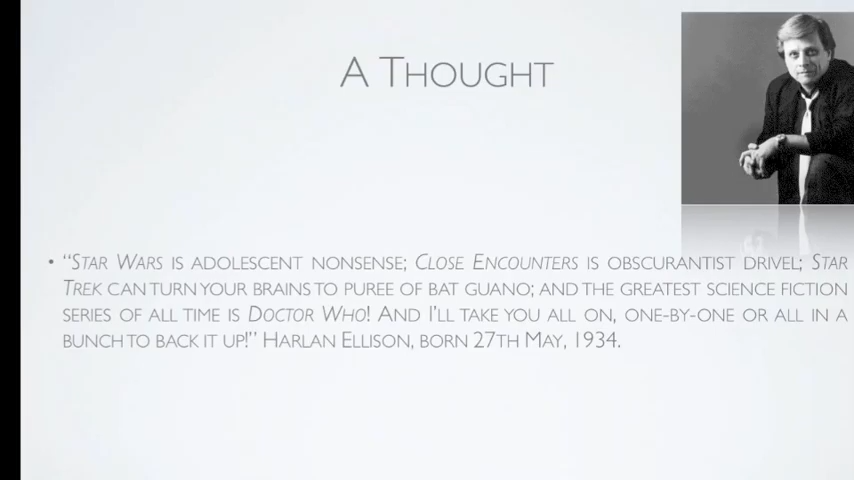 A THOUGHT
• “STAR WARS IS ADOLESCENT NONSENSE; CLOSE ENCOUNTERS IS OBSCURANTIST DRIVEL; STAR
TREK CAN TURN YOUR BRAINS TO PUREE OF BAT GUANO; AND THE GREATEST SCIENCE FICTION
SERIES OF ALL TIME IS DOCTOR WHO! AND I'LL TAKE YOU ALL ON, ONE-BY-ONE OR ALL IN A
BUNCH TO BACK IT UP!” HARLAN ELLISON, BORN 27TH MAY, 1934.